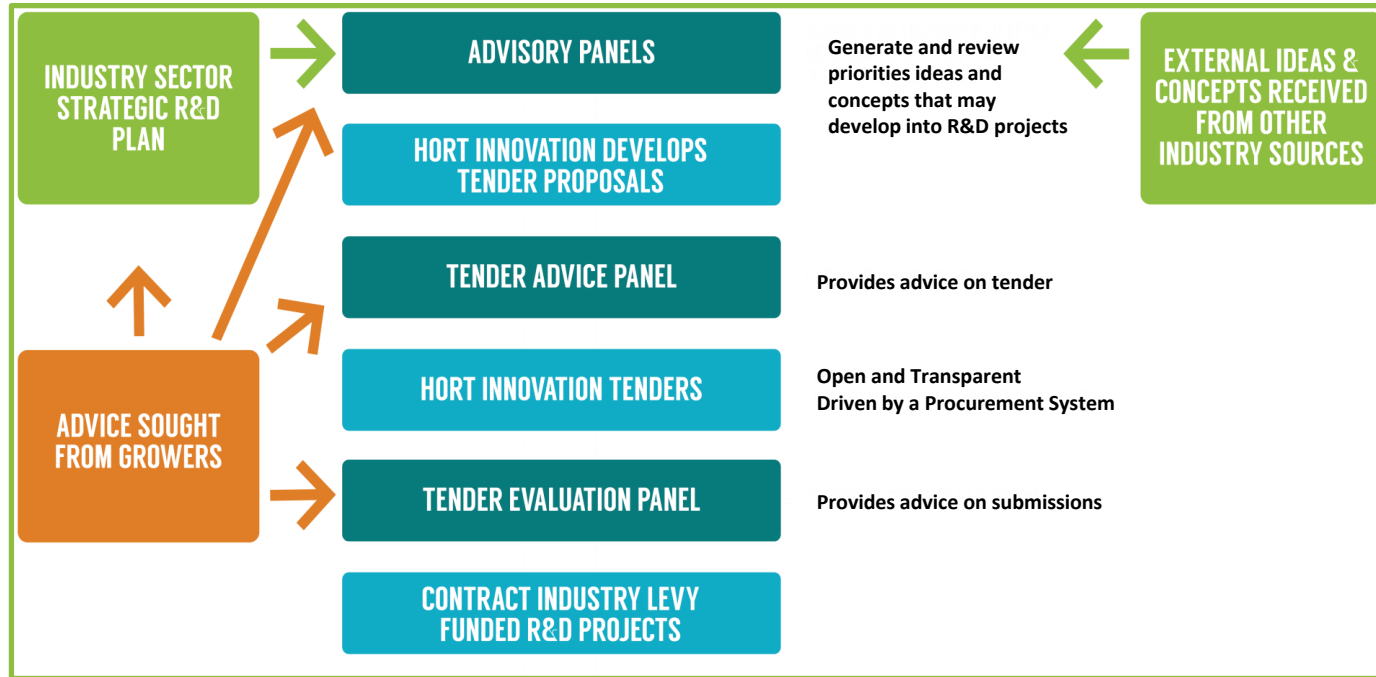 INDUSTRY SECTOR
STRATEGIC R&D
PLAN
ADVISORY PANELS
Generate and review
priorities ideas and
concepts that may
develop into R&D projects
EXTERNAL IDEAS &
CONCEPTS RECEIVED
FROM OTHER
INDUSTRY SOURCES
HORT INNOVATION DEVELOPS
TENDER PROPOSALS
TENDER ADVICE PANEL
Provides advice on tender
ADVICE SOUGHT
FROM GROWERS
HORT INNOVATION TENDERS
Open and Transparent
Driven by a Procurement System
TENDER EVALUATION PANEL
Provides advice on submissions
CONTRACT INDUSTRY LEVY
FUNDED R&D PROJECTS